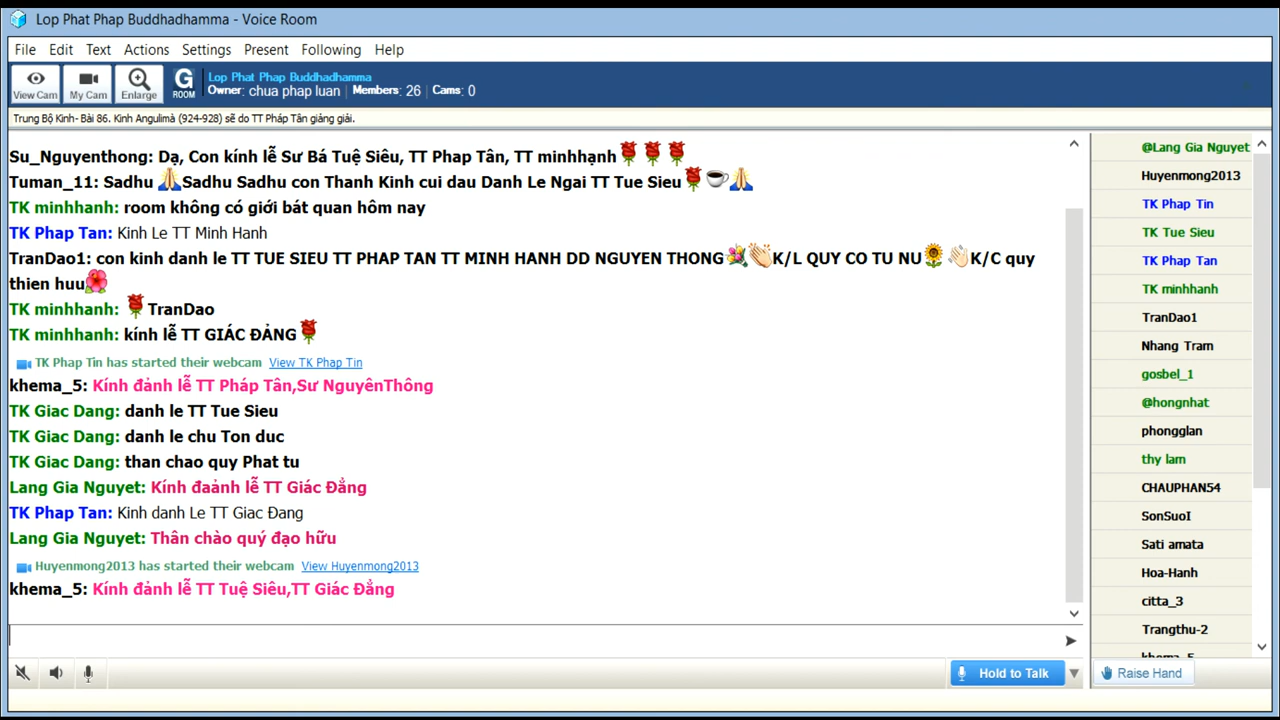 Lop Phat Phap Buddhadhamma - Voice Room
File Edit Text Actions Settings Present Following Help
View Cam My Cam Enlarge G ROOM
Lop Phat Phap Buddhadhamma
Owner: chua phap luan Members: 26 Cams: 0
Trung Bộ Kinh- Bài 86. Kinh Angulimà (924-928) sẽ do TT Pháp Tân giảng giải.
Su_Nguyenthong: Dạ, Con kính lễ Sư Bá Tuệ Siêu, TT Phap Tân, TT minhhạnh
Tuman_11: Sadhu Sadhu Sadhu con Thanh Kinh cui dau Danh Le Ngai TT Tue Sieu
TK minhhanh: room không có giới bát quan hôm nay
TK Phap Tan: Kinh Le TT Minh Hanh
TranDao1: con kinh danh le TT TUE SIEU TT PHAP TAN TT MINH HANH DD NGUYEN THONG K/L QUY CO TU NU K/C quy
thien huu
TK minhhanh: TranDao
TK minhhanh: kính lễ TT GIÁC ĐẢNG
TK Phap Tin has started their webcam View TK Phap Tin
khema_5: Kính đảnh lễ TT Pháp Tân,Sư NguyênThông
TK Giac Dang: danh le TT Tue Sieu
TK Giac Dang: danh le chu Ton duc
TK Giac Dang: than chao quy Phat tu
Lang Gia Nguyet: Kính đaảnh lễ TT Giác Đẳng
TK Phap Tan: Kinh danh Le TT Giac Đang
Lang Gia Nguyet: Thân chào quý đạo hữu
Huyenmong2013 has started their webcam View Huyenmong2013
khema_5: Kính đảnh lễ TT Tuệ Siêu,TT Giác Đẳng
Hold to Talk
@Lang Gia Nguyet
Huyenmong2013
TK Phap Tin
TK Tue Sieu
TK Phap Tan
TK minhhanh
TranDao1
Nhang Tram
gosbel_1
@hongnhat
phongglan
thy lam
CHAUPHAN54
SonSuoI
Sati amata
Hoa-Hanh
citta_3
Trangthu-2
khema_5
Raise Hand